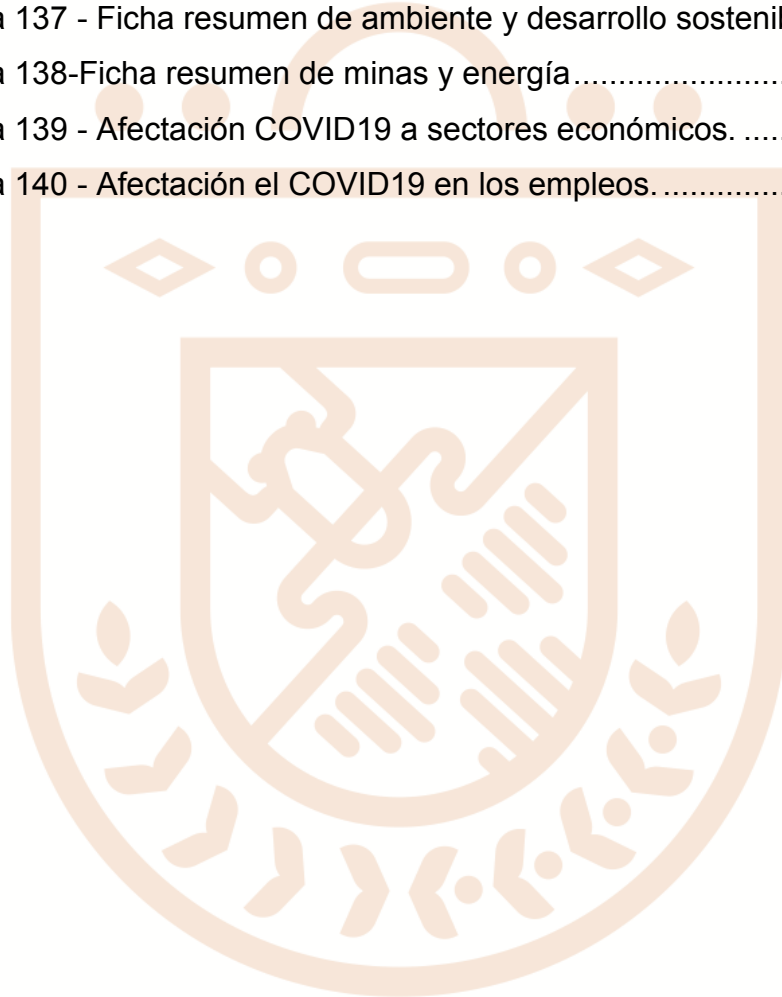 a 137 - Ficha resumen de ambiente y desarrollo sostenil
a 138-Ficha resumen de minas y energía.......................
a 139 - Afectación COVID19 a sectores económicos. .....
a 140 - Afectación el COVID19 en los empleos. ..............